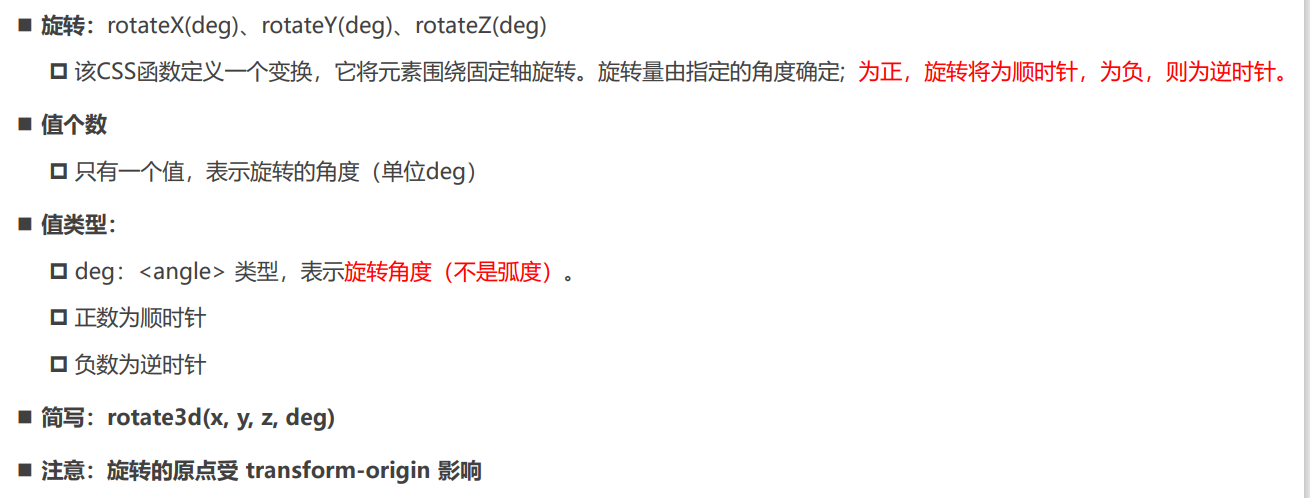 ■ 旋转：rotateX(deg)、rotateY(deg)、rotateZ(deg)
◘ 该CSS函数定义一个变换，它将元素围绕固定轴旋转。旋转量由指定的角度确定; 为正，旋转将为顺时针，为负，则为逆时针。
■ 值个数
◘ 只有一个值，表示旋转的角度（单位deg）
■ 值类型：
◘ deg：<angle> 类型，表示旋转角度（不是弧度）。
◘ 正数为顺时针
◘ 负数为逆时针
■ 简写：rotate3d(x, y, z, deg)
■ 注意：旋转的原点受 transform-origin 影响